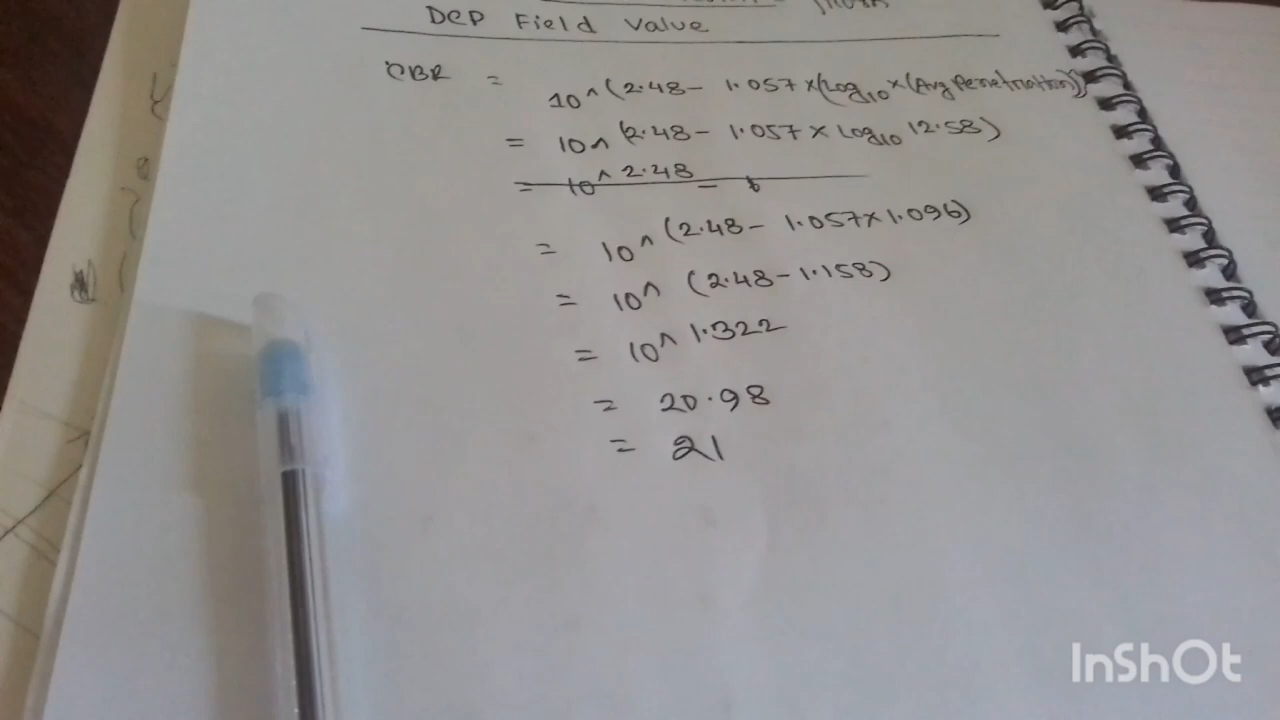 DCP Field Value
CBR = 10^(2.48- 1.057×(Log10×(Avg Penetriation))
= 10^(2.48- 1.057×Log10 12.58)
= 10^2.48 -
= 10^(2.48- 1.057×1.096)
= 10^ (2.48-1.158)
= 10^1.322
= 20.98
= 21
InShOt